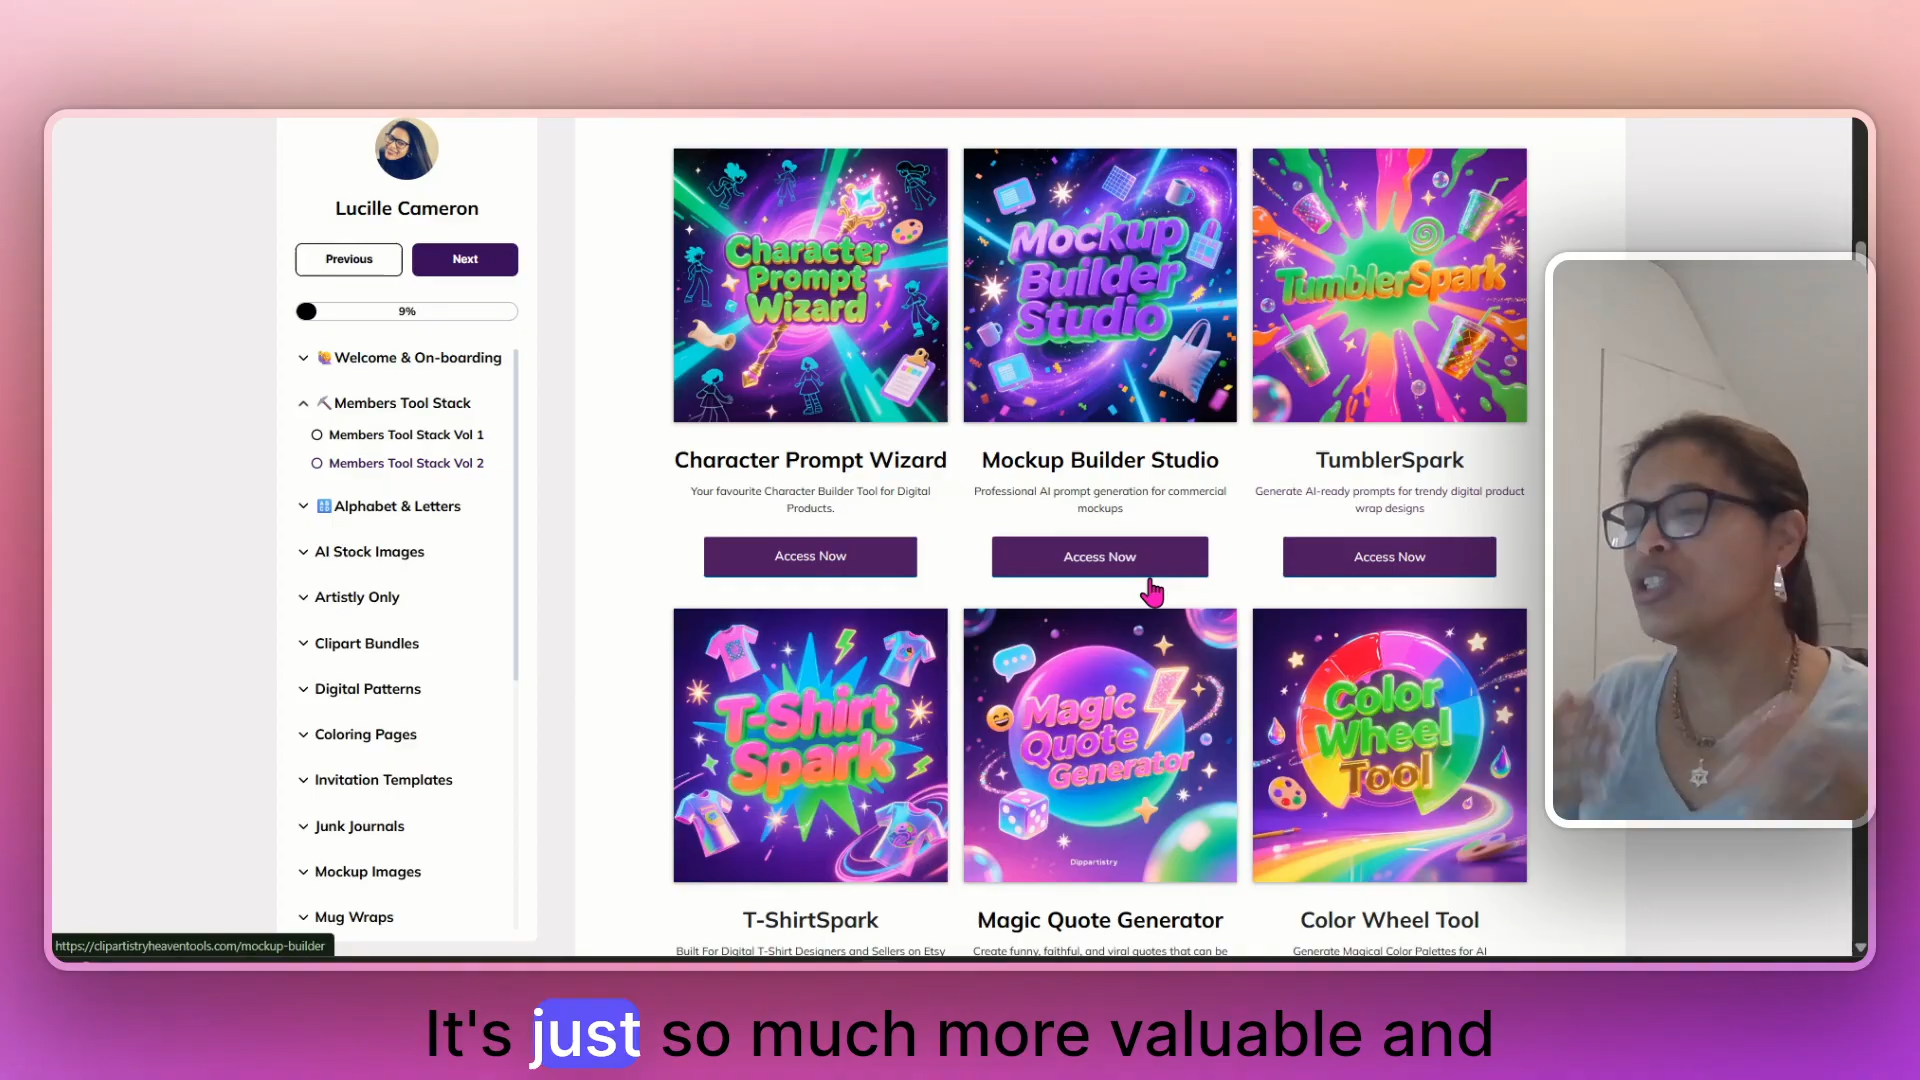 Lucille Cameron
Previous
Next
9%
Welcome & On-boarding
Members Tool Stack
Members Tool Stack Vol 1
Members Tool Stack Vol 2
Alphabet & Letters
AI Stock Images
Artistly Only
Clipart Bundles
Digital Patterns
Coloring Pages
Invitation Templates
Junk Journals
Mockup Images
Mug Wraps
https://clipartistryheaventools.com/mockup-builder
Character
Prompt
Wizard
Character Prompt Wizard
Your favourite Character Builder Tool for Digital
Products.
Access Now
Mockup
Builder
Studio
Mockup Builder Studio
Professional AI prompt generation for commercial
mockups
Access Now
TumblerSpark
TumblerSpark
Generate AI-ready prompts for trendy digital product
wrap designs
Access Now
T-Shirt
Spark
T-ShirtSpark
Built For Digital T-Shirt Designers and Sellers on Etsy
Magic
Quote
Generator
Dippartistry
Magic Quote Generator
Create funny, faithful, and viral quotes that can be
Color
Wheel
Tool
Color Wheel Tool
Generate Magical Color Palettes for AI
It's just so much more valuable and